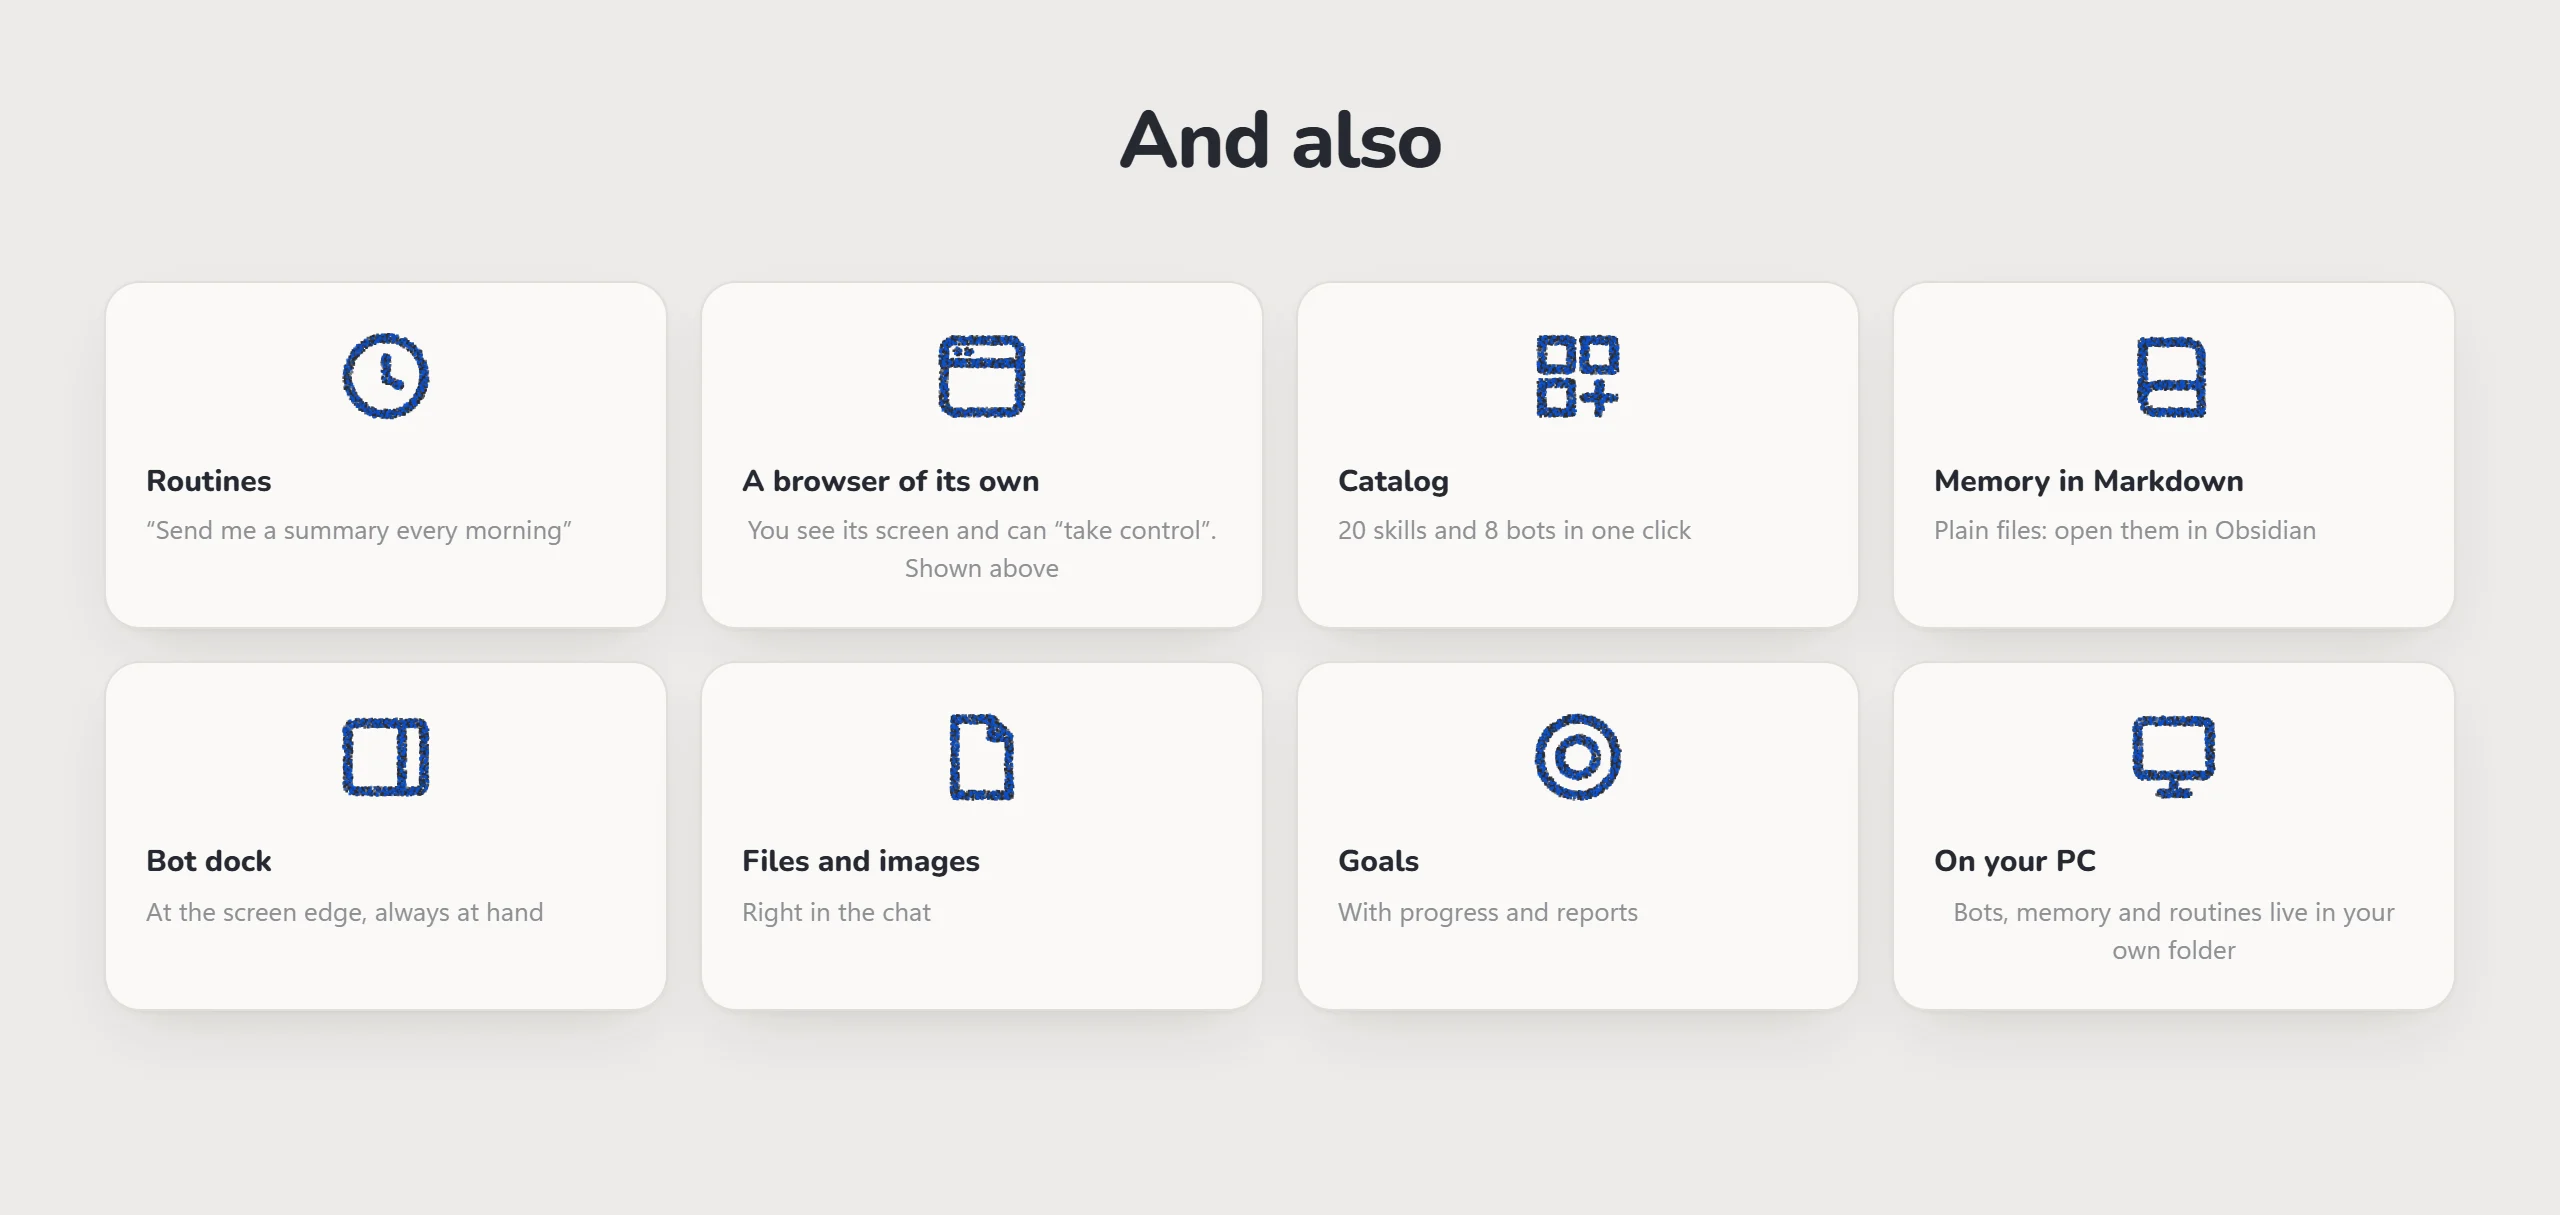 And also
Routines
“Send me a summary every morning”
A browser of its own
You see its screen and can “take control”.
Shown above
Catalog
20 skills and 8 bots in one click
Memory in Markdown
Plain files: open them in Obsidian
Bot dock
At the screen edge, always at hand
Files and images
Right in the chat
Goals
With progress and reports
On your PC
Bots, memory and routines live in your
own folder